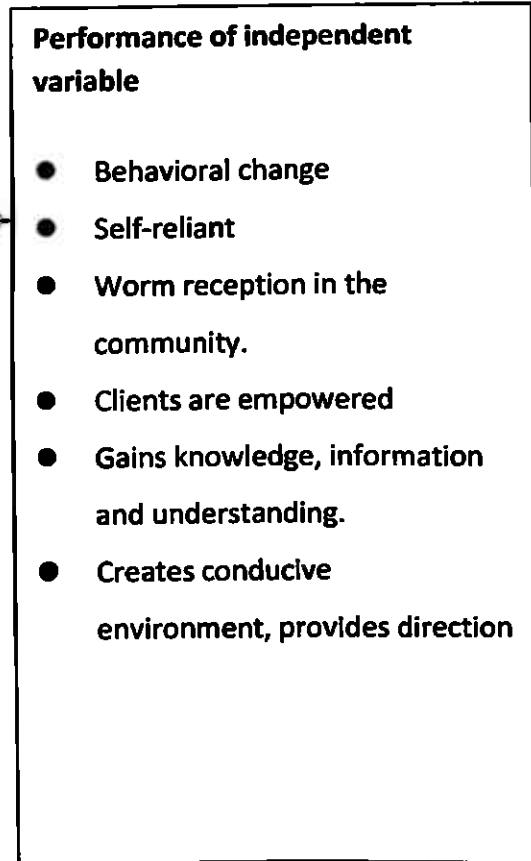 Performance of independent
variable
● Behavioral change
● Self-reliant
● Worm reception in the
community.
● Clients are empowered
● Gains knowledge, information
and understanding.
● Creates conducive
environment, provides direction